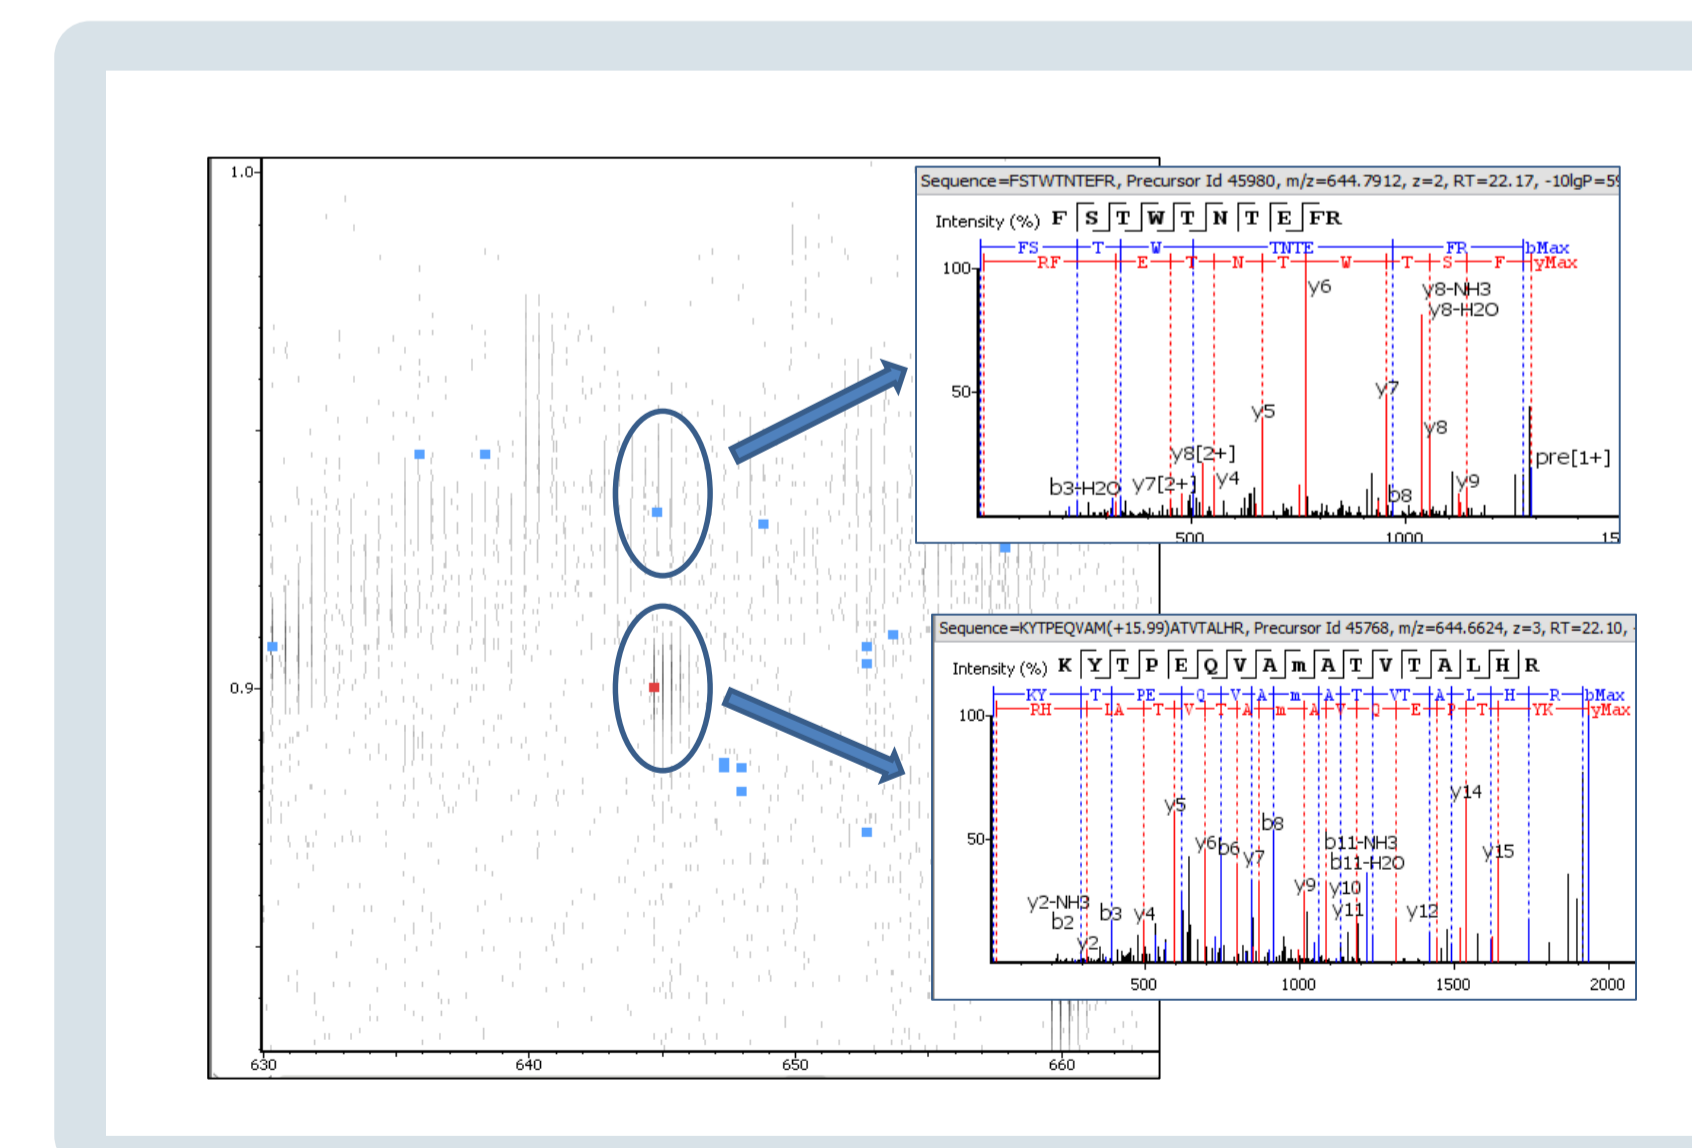 1.0
0.9
630 640 650 660
Sequence=FSTWTNTEFR, Precursor Id 45980, m/z=644.7912, z=2, RT=22.17, -10lgP=59
Intensity (%) F S T W T N T E F R
FS T W TNTE FR bMax
RF E T N T W T S F yMax
100
y6
y8-NH3
y8-H2O
50
y7
y5
y8
y8[2+]
pre[1+]
b3-H2O y7[2+] y4 b8 y9
500 1000 15
Sequence=KYTPEQVAM(+15.99)ATVTALHR, Precursor Id 45768, m/z=644.6624, z=3, RT=22.10, -
Intensity (%) K Y T P E Q V A m A T V T A L H R
KY T PE Q V A m A T VT A L H R bMax
RH LA T V T A m A V Q E P T YK yMax
100
y14
y5
b8
50
y6 b6 y7
b11-NH3
b11-H2O
y15
y9 y10
y2-NH3
b2
b3 y4
y11 y12
y2
500 1000 1500 2000